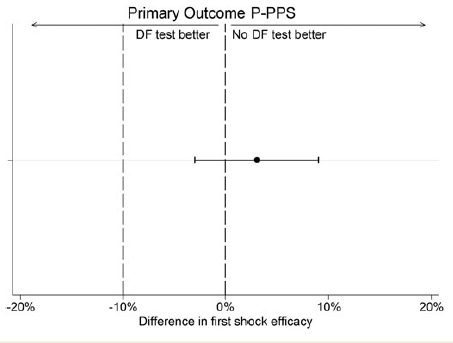 Primary Outcome P-PPS
DF test better
No DF test better
-20%
-10%
0%
10%
20%
Difference in first shock efficacy